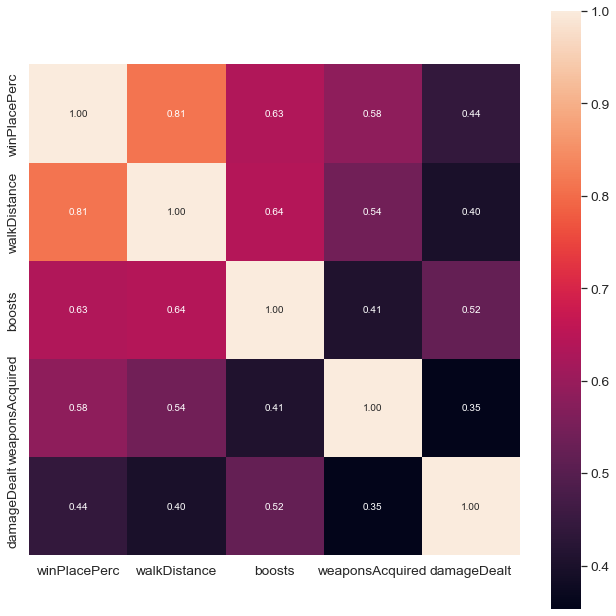 winPlacePerc 1.00 0.81 0.63 0.58 0.44
walkDistance 0.81 1.00 0.64 0.54 0.40
boosts 0.63 0.64 1.00 0.41 0.52
weaponsAcquired 0.58 0.54 0.41 1.00 0.35
damageDealt 0.44 0.40 0.52 0.35 1.00
winPlacePerc walkDistance boosts weaponsAcquired damageDealt
1.0
0.9
0.8
0.7
0.6
0.5
0.4